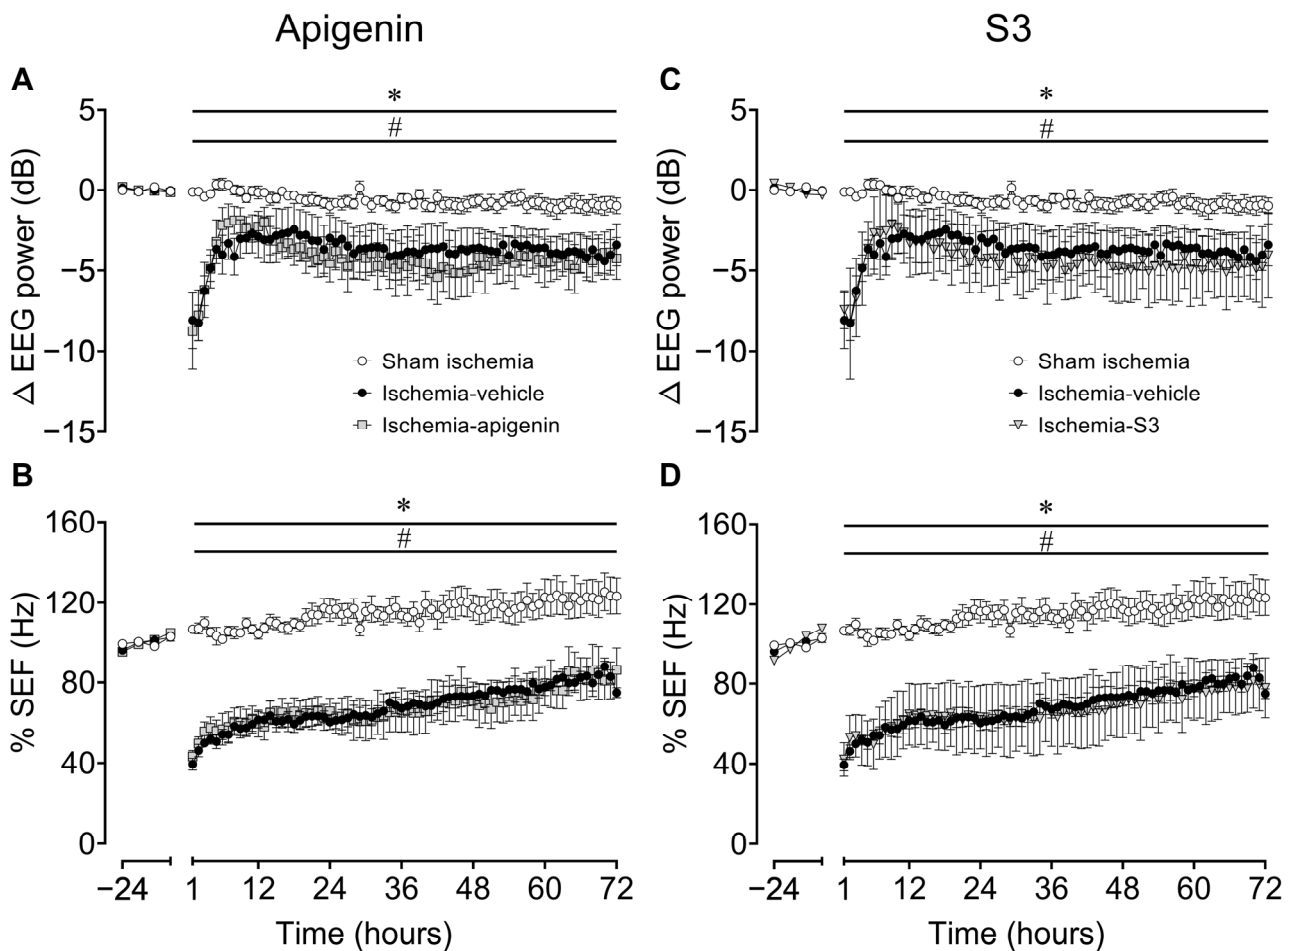 Apigenin
S3
A
*
#
5
0
−5
−10
−15
Δ EEG power (dB)
Sham ischemia
Ischemia-vehicle
Ischemia-apigenin
C
*
#
5
0
−5
−10
−15
Δ EEG power (dB)
Sham ischemia
Ischemia-vehicle
Ischemia-S3
B
*
#
160
120
80
40
0
% SEF (Hz)
−24 1 12 24 36 48 60 72
Time (hours)
D
*
#
160
120
80
40
0
% SEF (Hz)
−24 1 12 24 36 48 60 72
Time (hours)